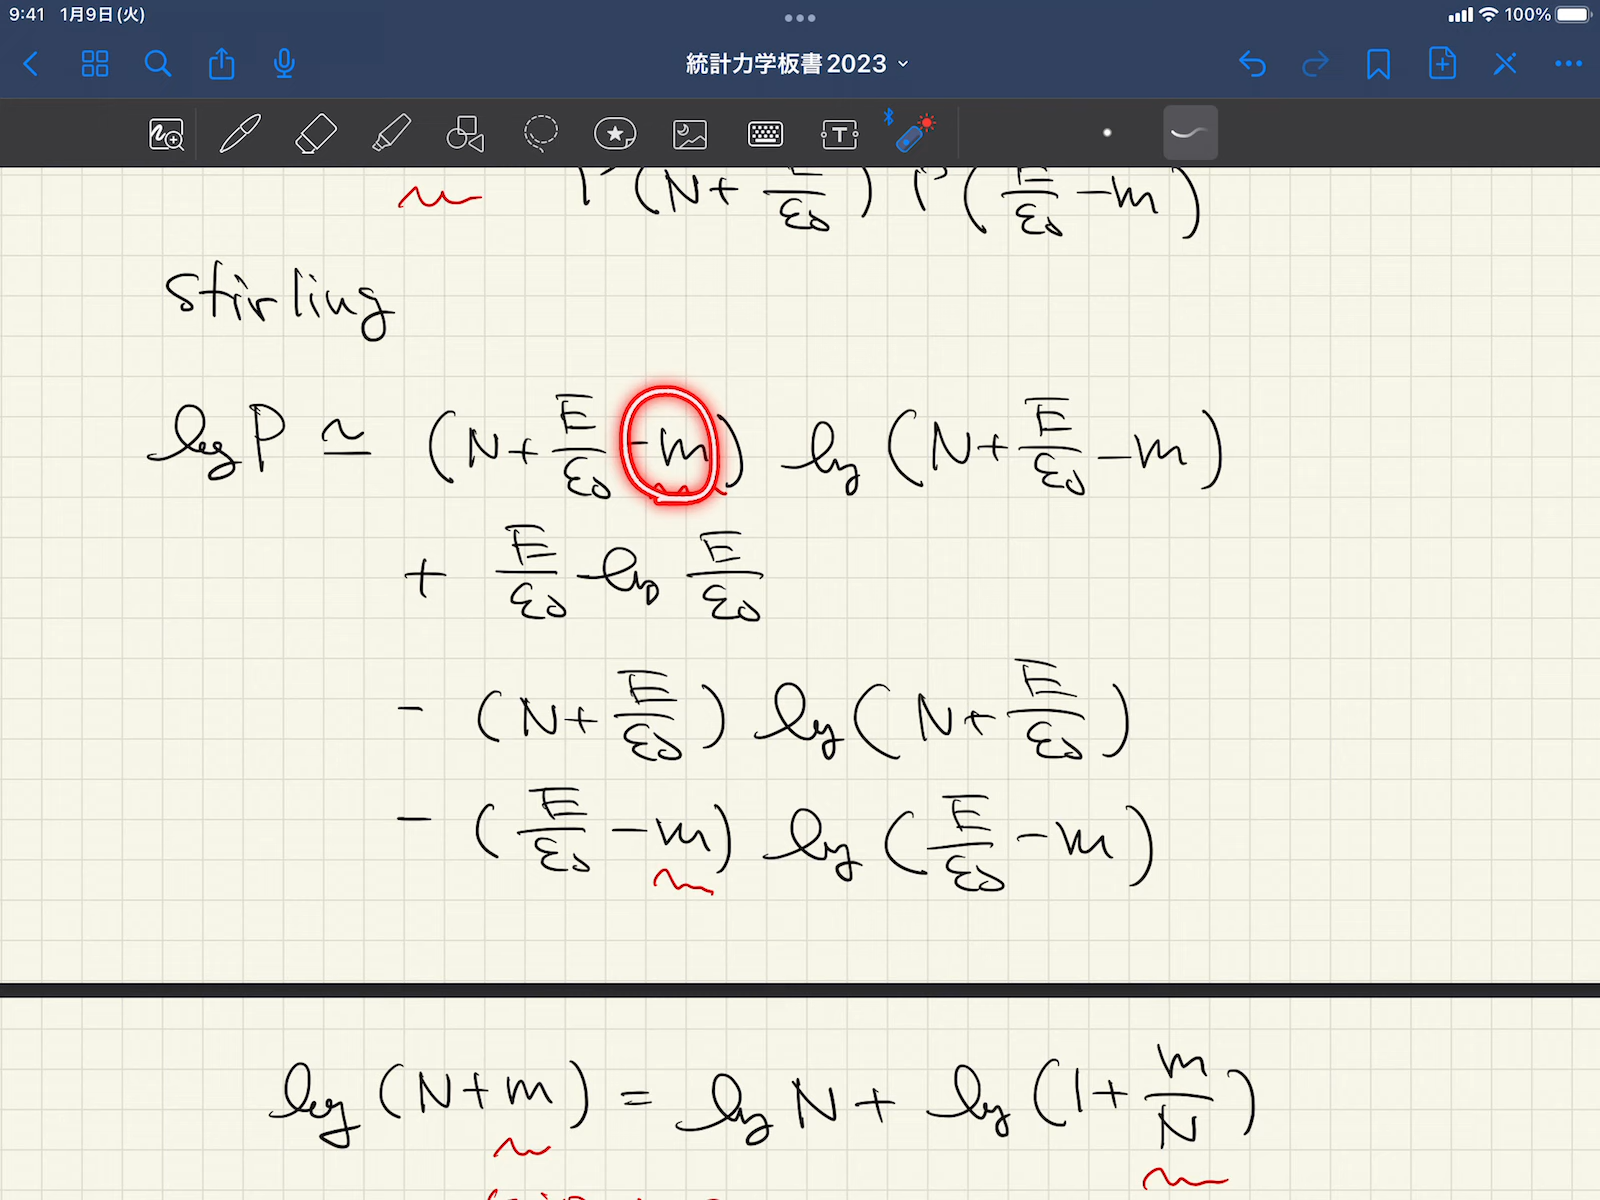 9:41 1月9日(火) 100%
統計力学板書2023
T
Γ(N+E/ε₀) Γ(E/ε₀-m)
Stirling
log P ≃ (N+E/ε₀-m) log (N+E/ε₀-m)
+ E/ε₀ log E/ε₀
- (N+E/ε₀) log (N+E/ε₀)
- (E/ε₀-m) log (E/ε₀-m)
log (N+m) = log N + log (1+m/N)